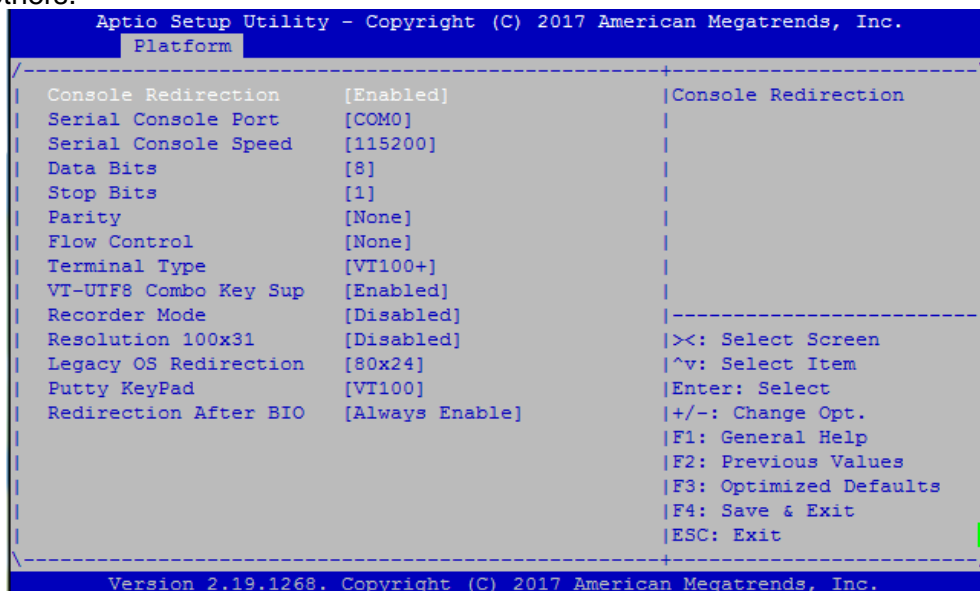 others.
Aptio Setup Utility - Copyright (C) 2017 American Megatrends, Inc.
Platform
/----------------------------------------------------+-------------------------\
| Console Redirection [Enabled] |Console Redirection
| Serial Console Port [COM0] |
| Serial Console Speed [115200] |
| Data Bits [8] |
| Stop Bits [1] |
| Parity [None] |
| Flow Control [None] |
| Terminal Type [VT100+] |
| VT-UTF8 Combo Key Sup [Enabled] |
| Recorder Mode [Disabled] |-------------------------
| Resolution 100x31 [Disabled] |><: Select Screen
| Legacy OS Redirection [80x24] |^v: Select Item
| Putty KeyPad [VT100] |Enter: Select
| Redirection After BIO [Always Enable] |+/-: Change Opt.
| |F1: General Help
| |F2: Previous Values
| |F3: Optimized Defaults
| |F4: Save & Exit
| |ESC: Exit
\----------------------------------------------------+-------------------------/
Version 2.19.1268. Copyright (C) 2017 American Megatrends, Inc.